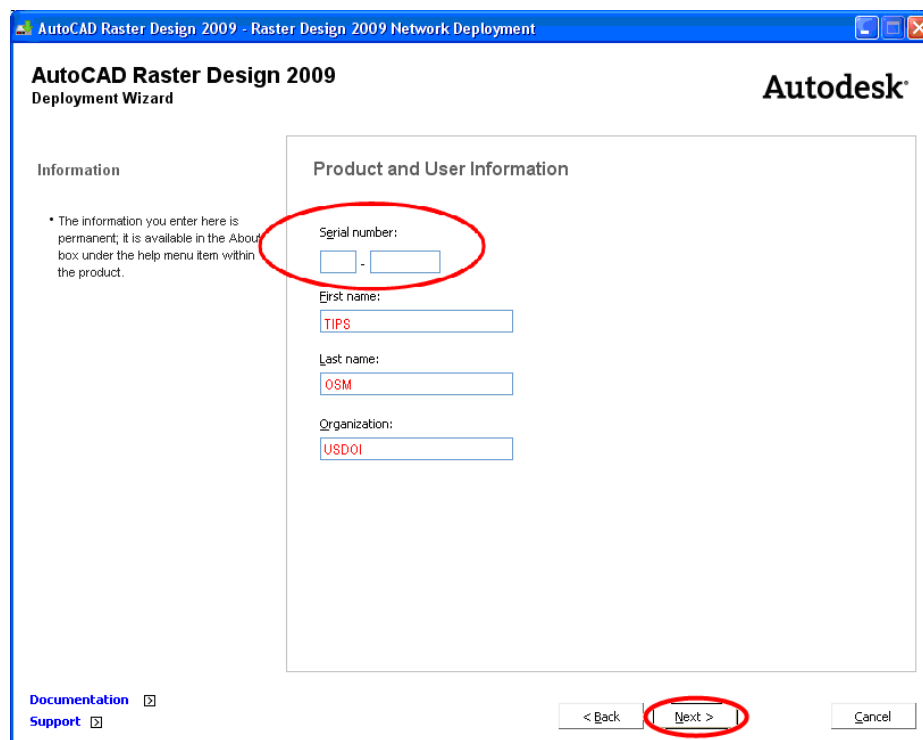 AutoCAD Raster Design 2009 - Raster Design 2009 Network Deployment
AutoCAD Raster Design 2009
Deployment Wizard
Autodesk®
Information
• The information you enter here is
permanent; it is available in the About
box under the help menu item within
the product.
Product and User Information
Serial number:
-
First name:
TIPS
Last name:
OSM
Organization:
USDOI
Documentation
Support
< Back
Next >
Cancel